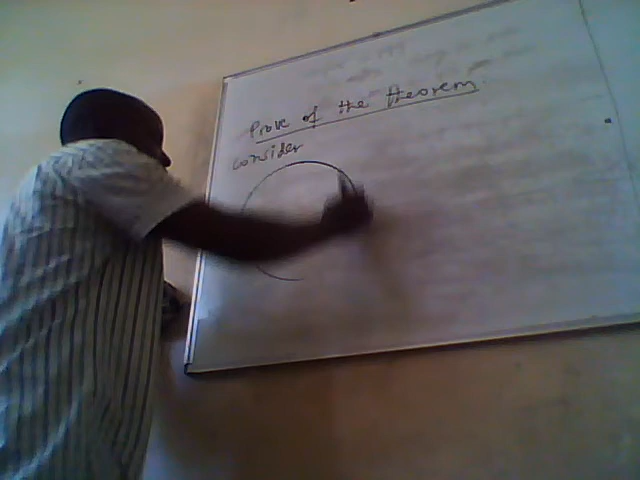 Prove of the theorem
consider